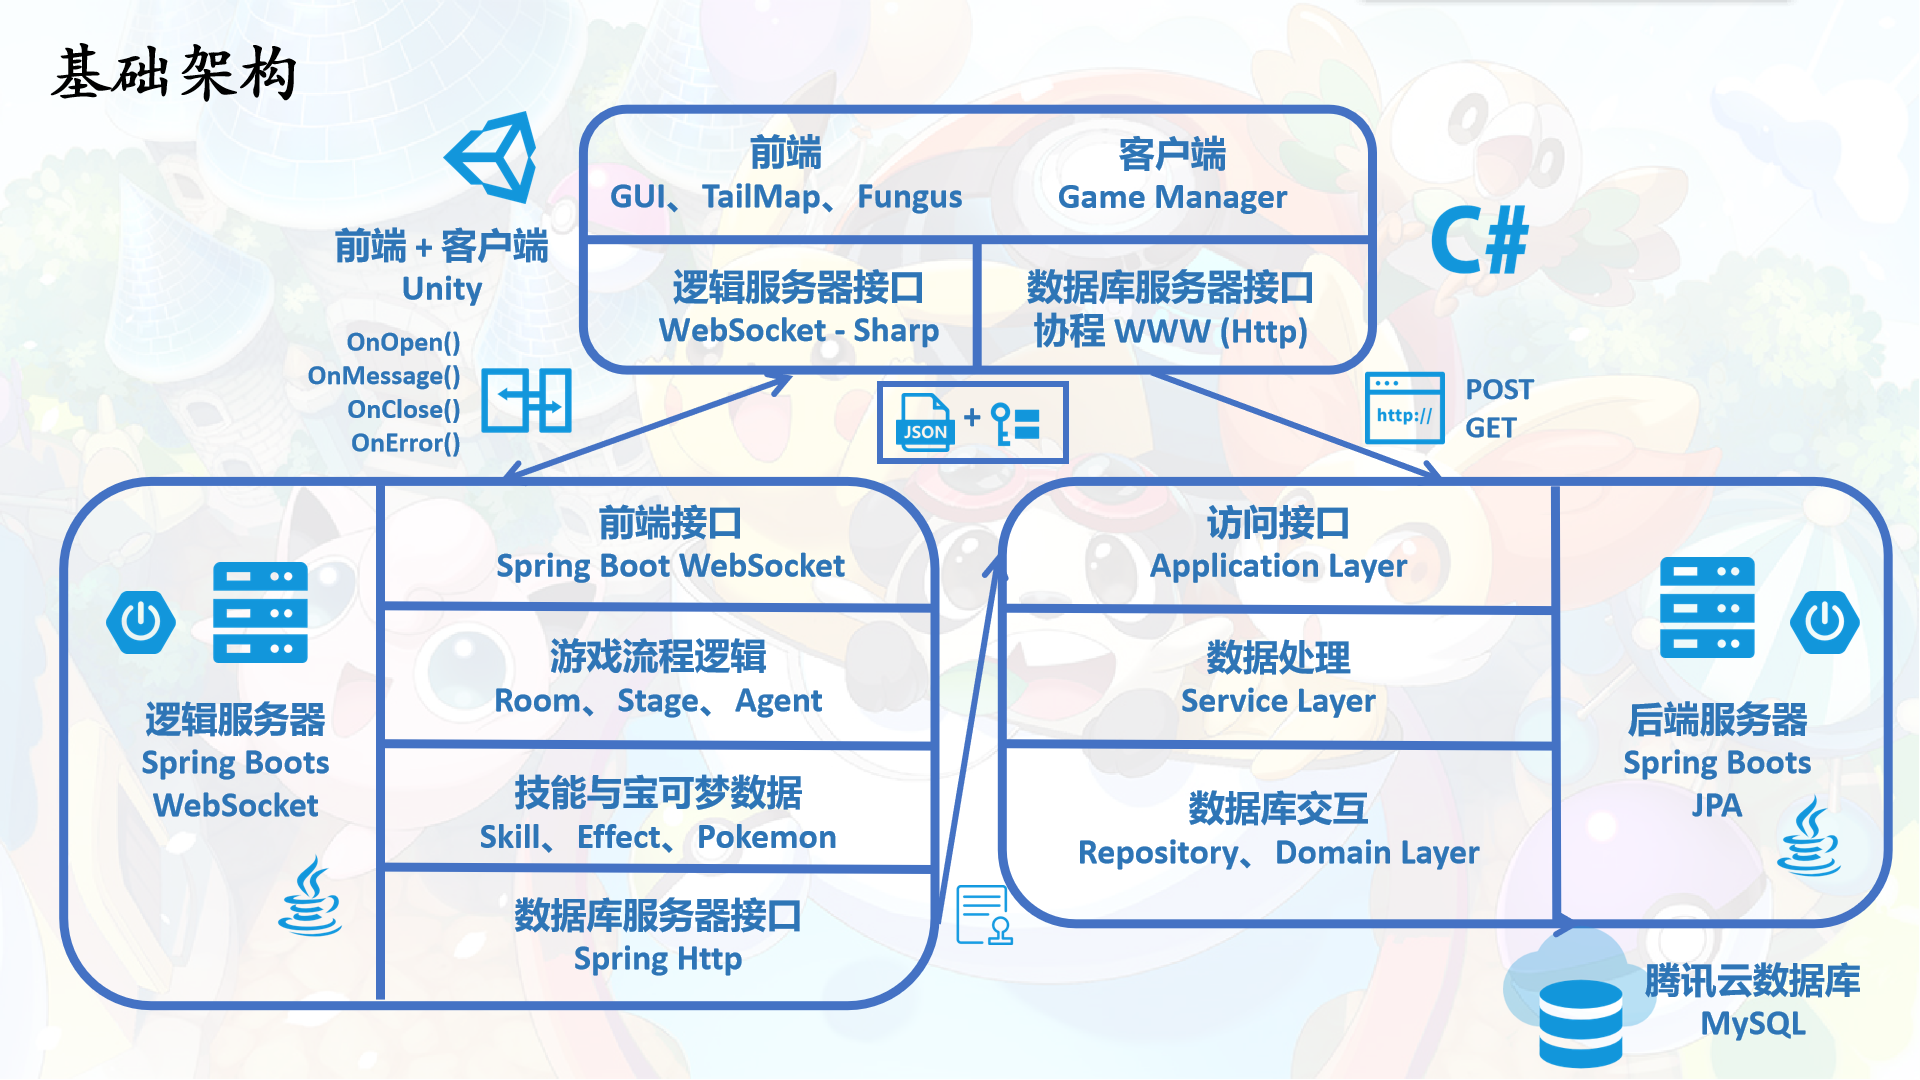 基础架构
前端
GUI、TailMap、Fungus
客户端
Game Manager
前端 + 客户端
Unity
C#
逻辑服务器接口
WebSocket - Sharp
数据库服务器接口
协程 WWW (Http)
OnOpen()
OnMessage()
OnClose()
OnError()
JSON
+
http://
POST
GET
逻辑服务器
Spring Boots
WebSocket
前端接口
Spring Boot WebSocket
游戏流程逻辑
Room、Stage、Agent
技能与宝可梦数据
Skill、Effect、Pokemon
数据库服务器接口
Spring Http
访问接口
Application Layer
数据处理
Service Layer
数据库交互
Repository、Domain Layer
后端服务器
Spring Boots
JPA
腾讯云数据库
MySQL